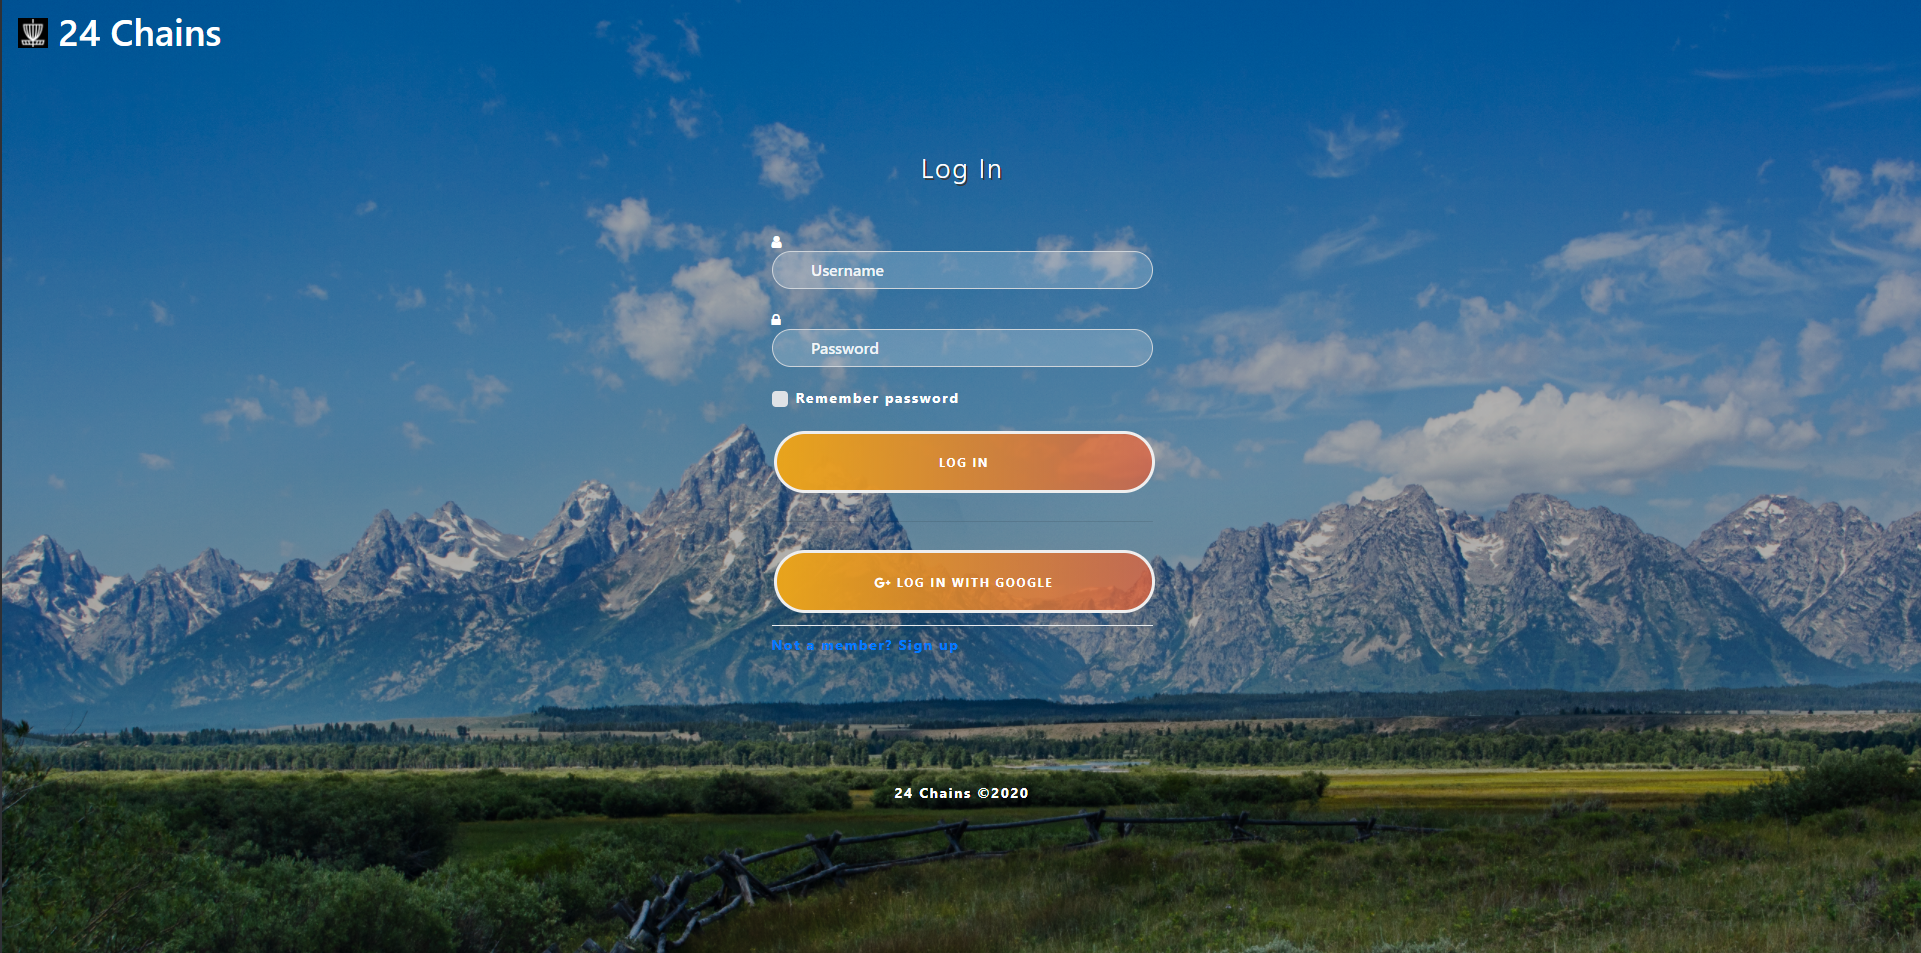 24 Chains
Log In
Username
Password
Remember password
LOG IN
G+ LOG IN WITH GOOGLE
Not a member? Sign up
24 Chains ©2020